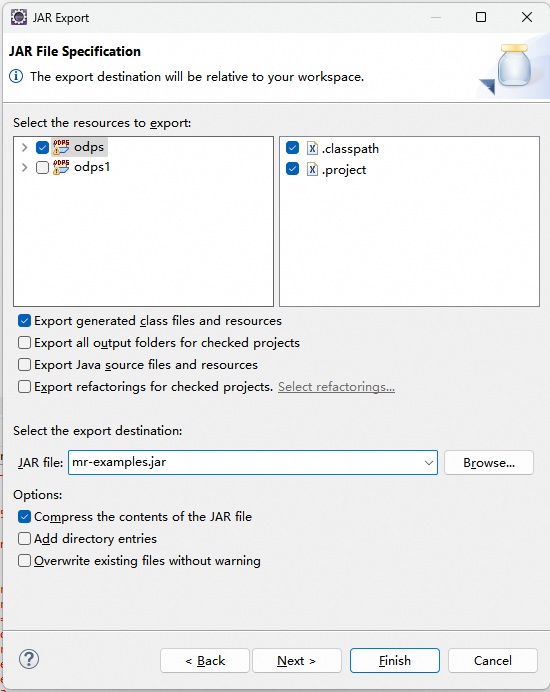 JAR Export
JAR File Specification
The export destination will be relative to your workspace.
Select the resources to export:
odps
odps1
.classpath
.project
Export generated class files and resources
Export all output folders for checked projects
Export Java source files and resources
Export refactorings for checked projects. Select refactorings...
Select the export destination:
JAR file: mr-examples.jar Browse...
Options:
Compress the contents of the JAR file
Add directory entries
Overwrite existing files without warning
? < Back Next > Finish Cancel